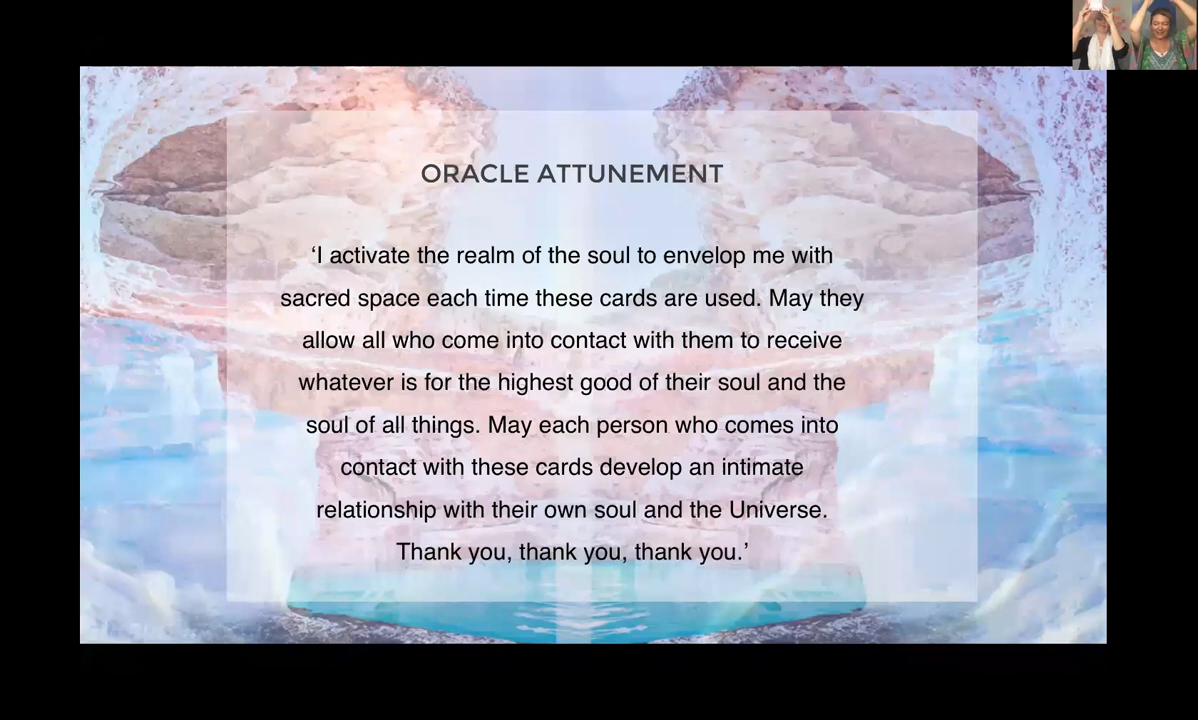 ORACLE ATTUNEMENT
‘I activate the realm of the soul to envelop me with
sacred space each time these cards are used. May they
allow all who come into contact with them to receive
whatever is for the highest good of their soul and the
soul of all things. May each person who comes into
contact with these cards develop an intimate
relationship with their own soul and the Universe.
Thank you, thank you, thank you.’